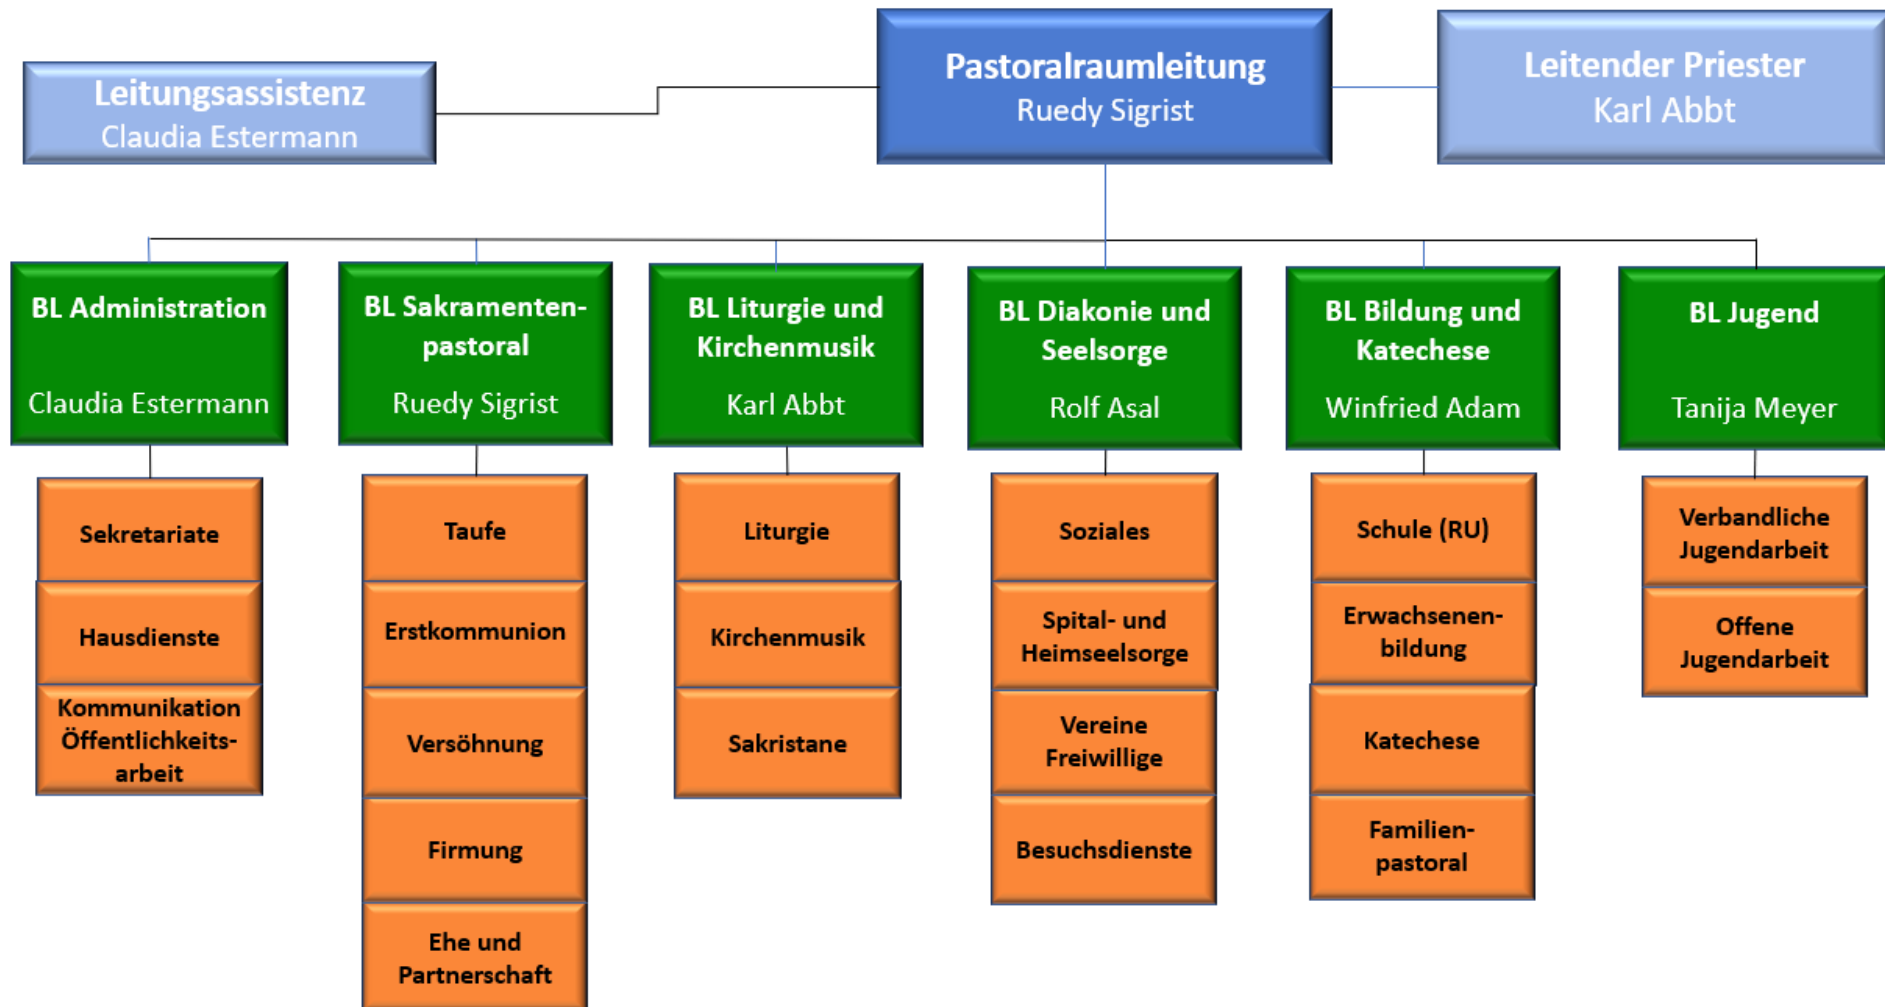 Leitungsassistenz
Claudia Estermann
Pastoralraumleitung
Ruedy Sigrist
Leitender Priester
Karl Abbt
BL Administration
Claudia Estermann
BL Sakramenten-
pastoral
Ruedy Sigrist
BL Liturgie und
Kirchenmusik
Karl Abbt
BL Diakonie und
Seelsorge
Rolf Asal
BL Bildung und
Katechese
Winfried Adam
BL Jugend
Tanija Meyer
Sekretariate
Hausdienste
Kommunikation
Öffentlichkeits-
arbeit
Taufe
Erstkommunion
Versöhnung
Firmung
Ehe und
Partnerschaft
Liturgie
Kirchenmusik
Sakristane
Soziales
Spital- und
Heimseelsorge
Vereine
Freiwillige
Besuchsdienste
Schule (RU)
Erwachsenen-
bildung
Katechese
Familien-
pastoral
Verbandliche
Jugendarbeit
Offene
Jugendarbeit